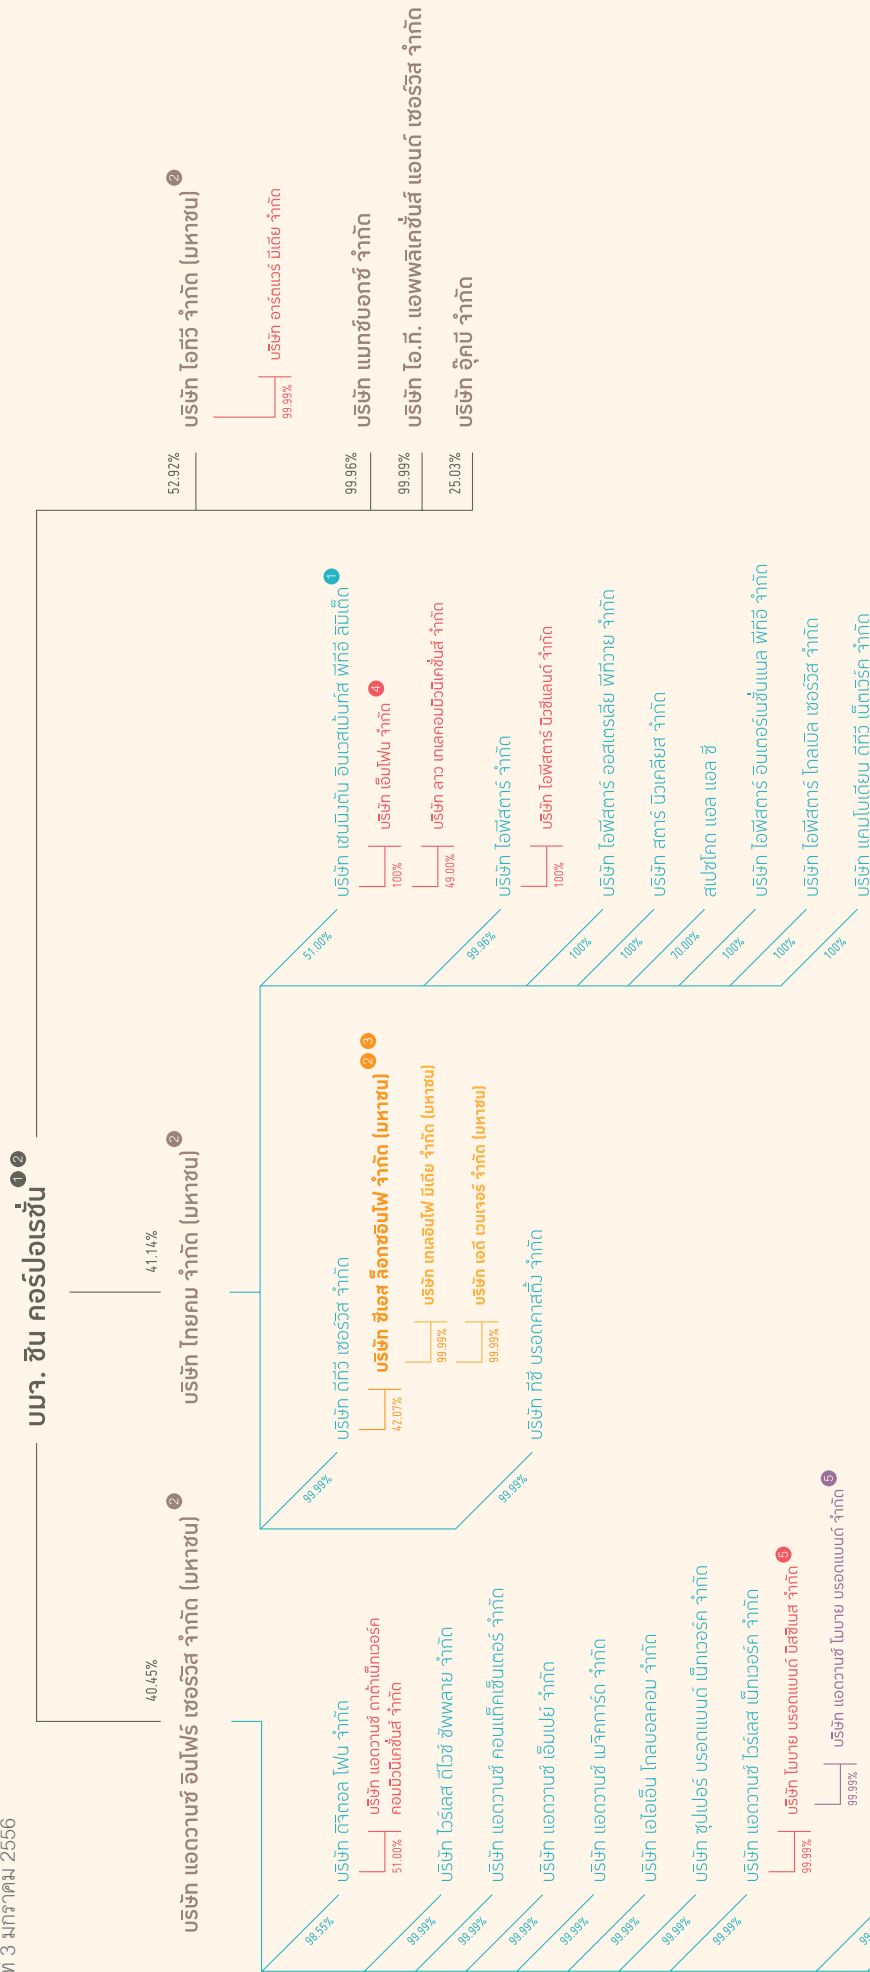 ที่ 3 มกราคม 2556
บมจ. ชิน คอร์ปอเรชั่น 1 2
40.45%
บริษัท แอดวานซ์ อินโฟร์ เซอร์วิส จำกัด (มหาชน) 2
98.55%
บริษัท ดิจิตอล โฟน จำกัด
51.00%
บริษัท แอดวานซ์ ดาต้าเน็ทเวอร์ค
คอมมิวนิเคชั่นส์ จำกัด
99.99%
บริษัท ไวร์เลส ดีไวซ์ ซัพพลาย จำกัด
99.99%
บริษัท แอดวานซ์ คอนแท็คเซ็นเตอร์ จำกัด
99.99%
บริษัท แอดวานซ์ เอ็มเปย์ จำกัด
99.99%
บริษัท แอดวานซ์ เมจิคการ์ด จำกัด
99.99%
บริษัท เอไอเอ็น โกลบอลคอม จำกัด
99.99%
บริษัท ซุปเปอร์ บรอดแบนด์ เน็ทเวอร์ค จำกัด
99.99%
บริษัท แอดวานซ์ ไวร์เลส เน็ทเวอร์ค จำกัด
99.99%
บริษัท โมบาย บรอดแบนด์ บิสซิเนส จำกัด 5
99.99%
บริษัท แอดวานซ์ โมบาย บรอดแบนด์ จำกัด 5
41.14%
บริษัท ไทยคม จำกัด (มหาชน) 2
99.99%
บริษัท ดีทีวี เซอร์วิส จำกัด
42.07%
บริษัท ซีเอส ล็อกซอินโฟ จำกัด (มหาชน) 2 3
99.99%
บริษัท เทเลอินโฟ มีเดีย จำกัด (มหาชน)
99.99%
บริษัท เอดี เวนเจอร์ จำกัด (มหาชน)
99.99%
บริษัท ทีซี บรอดคาสติ้ง จำกัด
51.00%
บริษัท เชนนิงตัน อินเวสเม้นท์ส พีทีอี ลิมิเต็ด 1
100%
บริษัท เอ็มโฟน จำกัด 4
49.00%
บริษัท ลาว เทเลคอมมิวนิเคชั่นส์ จำกัด
99.96%
บริษัท ไอพีสตาร์ จำกัด
100%
บริษัท ไอพีสตาร์ นิวซีแลนด์ จำกัด
100%
บริษัท ไอพีสตาร์ ออสเตรเลีย พีทีวาย จำกัด
100%
บริษัท สตาร์ นิวเคลียส จำกัด
70.00%
สเปซโคด แอล แอล ซี
100%
บริษัท ไอพีสตาร์ อินเตอร์เนชั่นแนล พีทีอี จำกัด
100%
บริษัท ไอพีสตาร์ โกลเบิล เซอร์วิส จำกัด
100%
บริษัท แคมโบเดียน ดีทีวี เน็ตเวิร์ค จำกัด
52.92%
บริษัท ไอทีวี จำกัด (มหาชน) 2
99.99%
บริษัท อาร์ตแวร์ มีเดีย จำกัด
99.96%
บริษัท แมทช์บอกซ์ จำกัด
99.99%
บริษัท ไอ.ที. แอพพลิเคชั่นส์ แอนด์ เซอร์วิส จำกัด
25.03%
บริษัท อุ๊คบี จำกัด